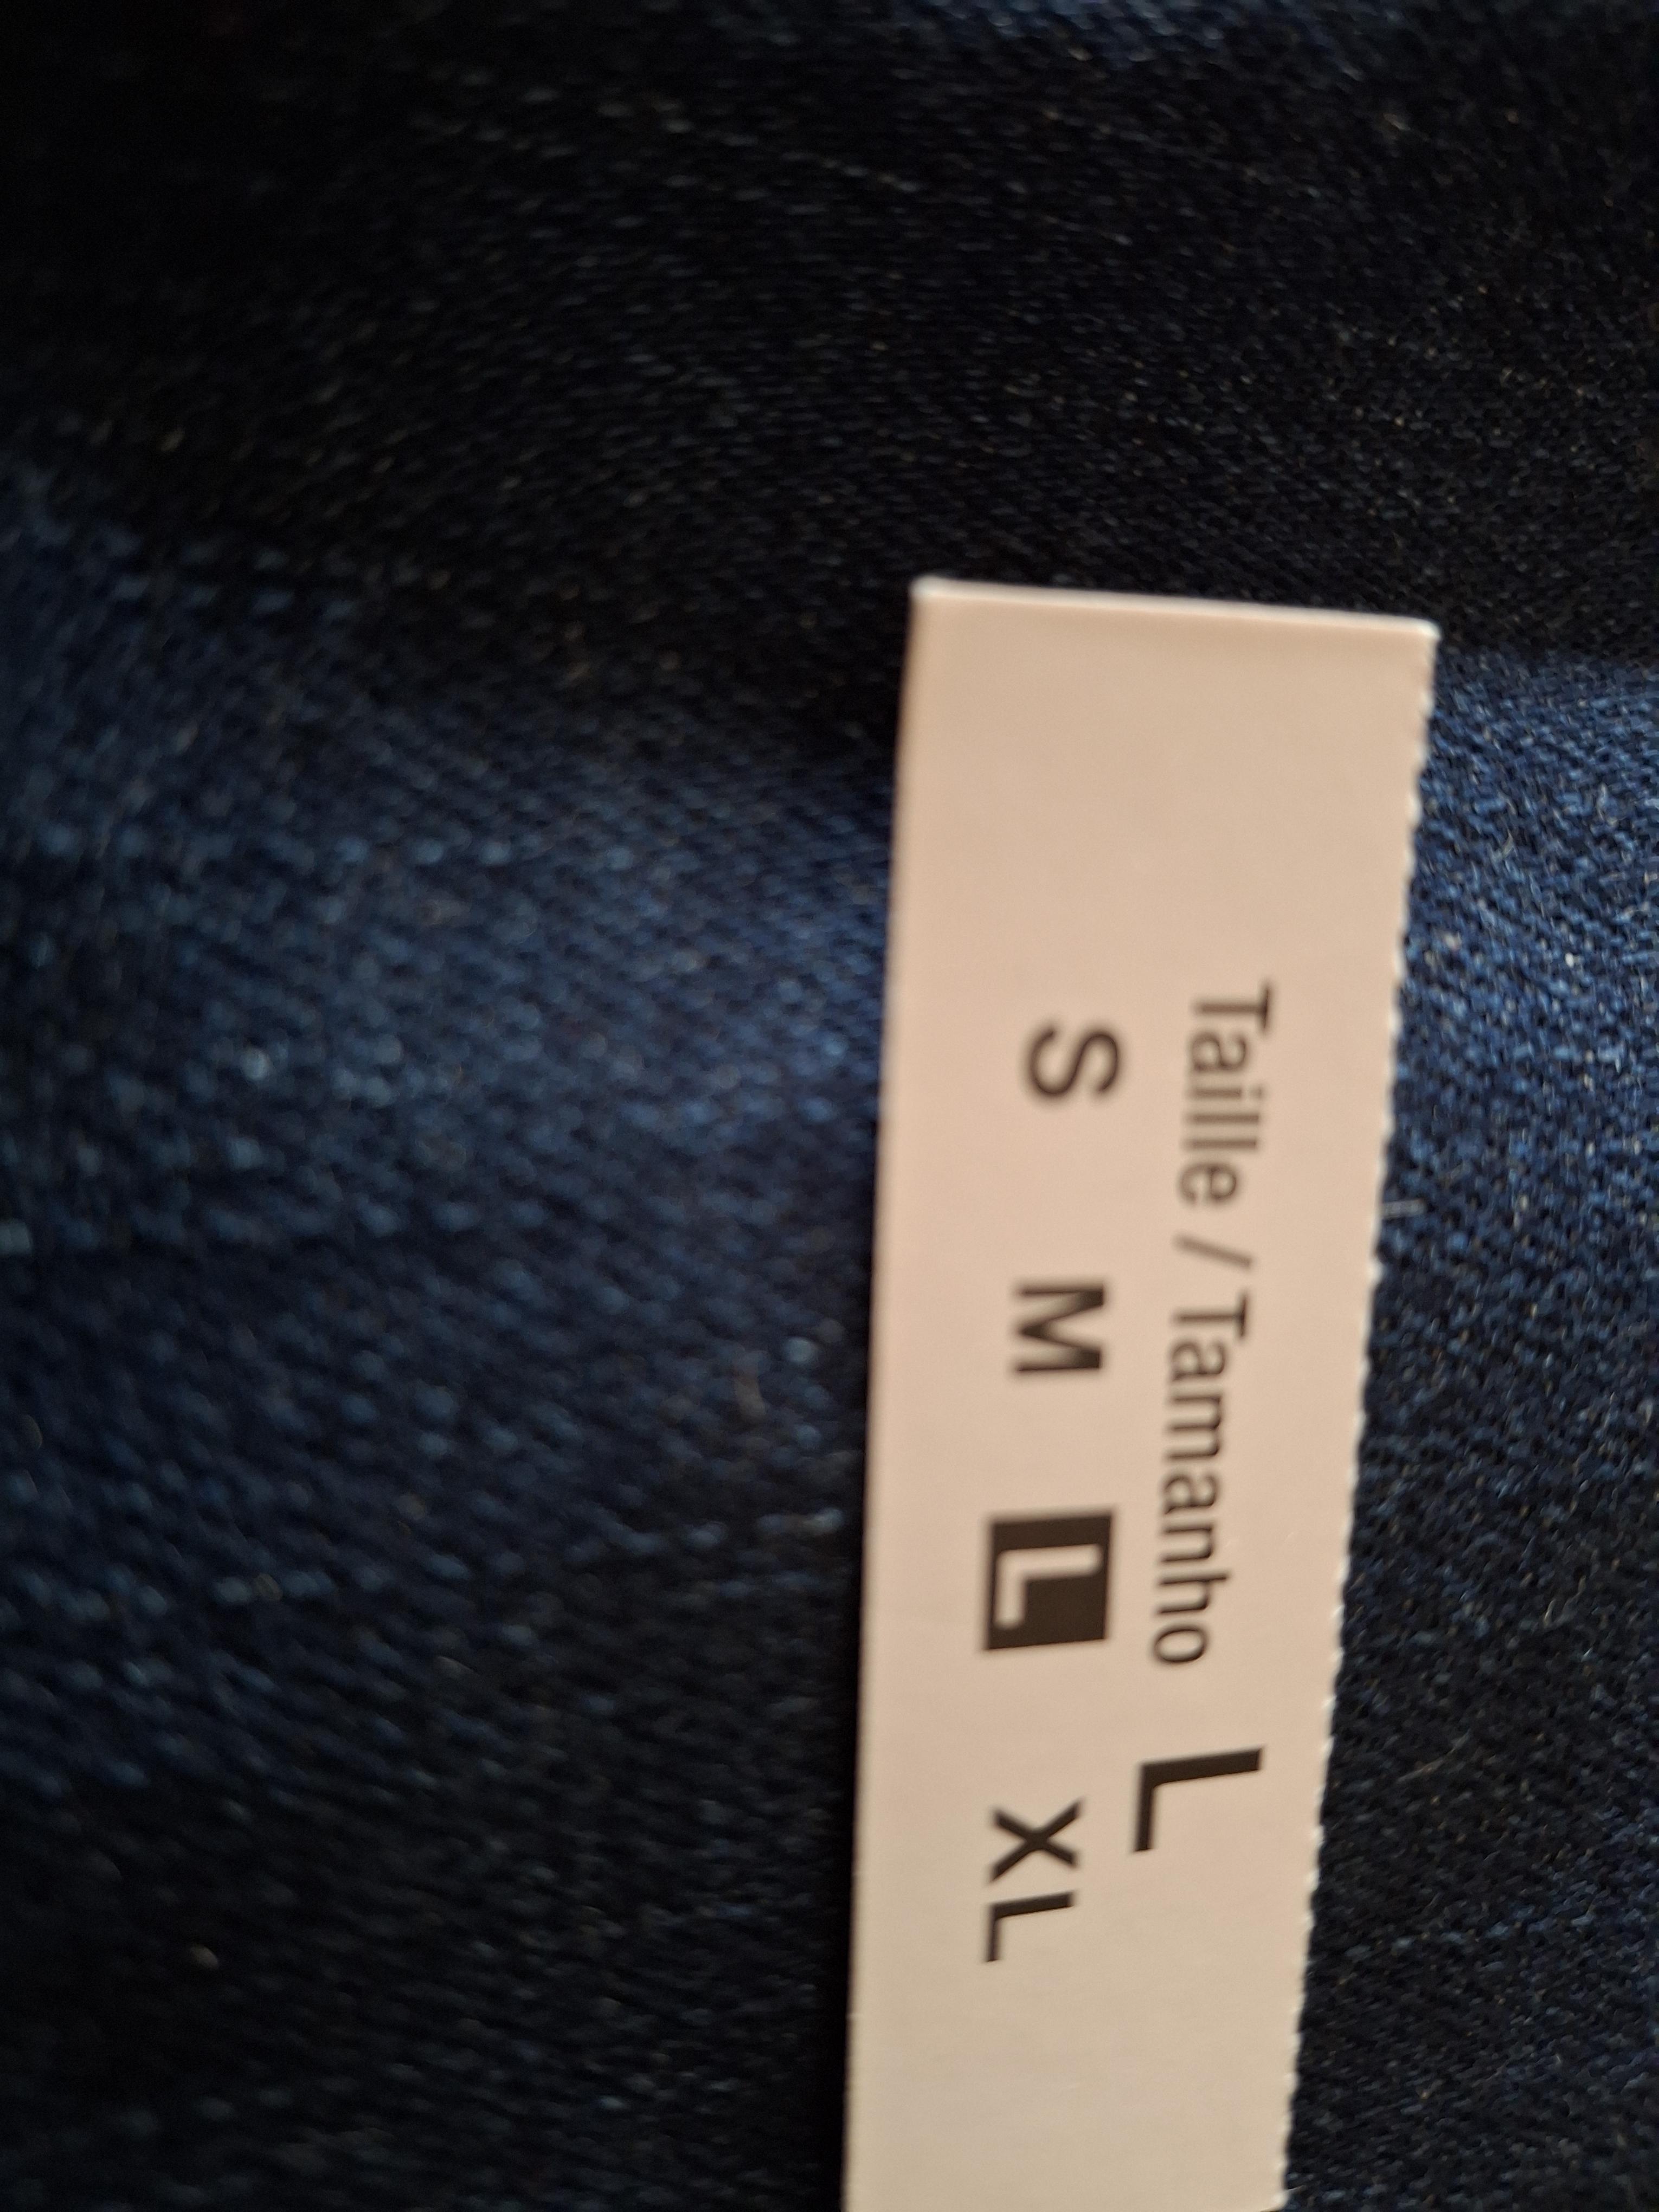 Taille / Tamanho L
S M L XL